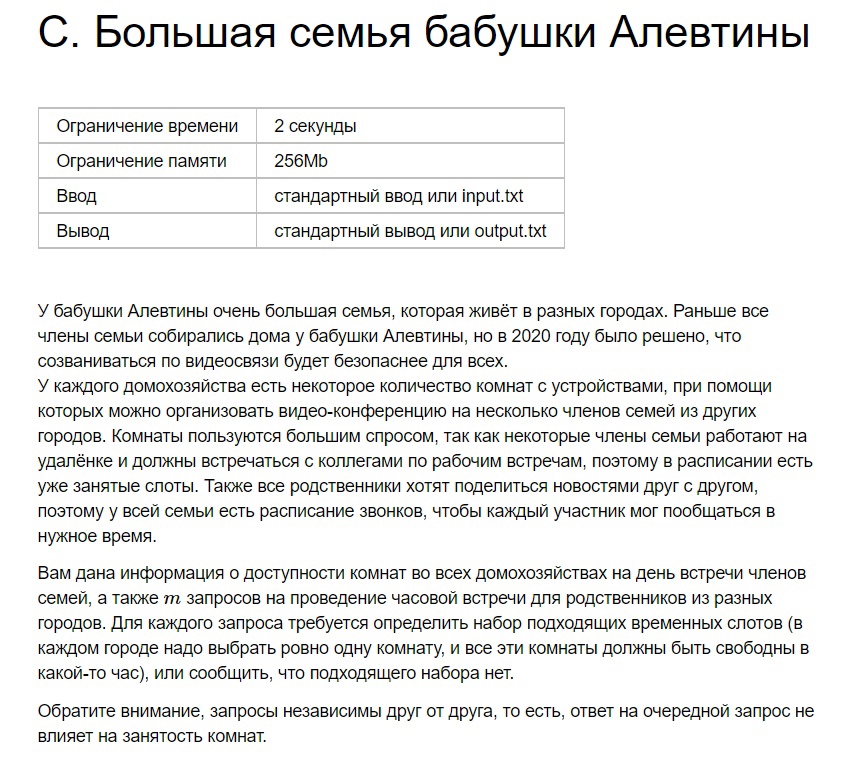 С. Большая семья бабушки Алевтины
Ограничение времени 2 секунды
Ограничение памяти 256Mb
Ввод стандартный ввод или input.txt
Вывод стандартный вывод или output.txt
У бабушки Алевтины очень большая семья, которая живёт в разных городах. Раньше все
члены семьи собирались дома у бабушки Алевтины, но в 2020 году было решено, что
созваниваться по видеосвязи будет безопаснее для всех.
У каждого домохозяйства есть некоторое количество комнат с устройствами, при помощи
которых можно организовать видео-конференцию на несколько членов семей из других
городов. Комнаты пользуются большим спросом, так как некоторые члены семьи работают на
удалёнке и должны встречаться с коллегами по рабочим встречам, поэтому в расписании есть
уже занятые слоты. Также все родственники хотят поделиться новостями друг с другом,
поэтому у всей семьи есть расписание звонков, чтобы каждый участник мог пообщаться в
нужное время.
Вам дана информация о доступности комнат во всех домохозяйствах на день встречи членов
семей, а также m запросов на проведение часовой встречи для родственников из разных
городов. Для каждого запроса требуется определить набор подходящих временных слотов (в
каждом городе надо выбрать ровно одну комнату, и все эти комнаты должны быть свободны в
какой-то час), или сообщить, что подходящего набора нет.
Обратите внимание, запросы независимы друг от друга, то есть, ответ на очередной запрос не
влияет на занятость комнат.